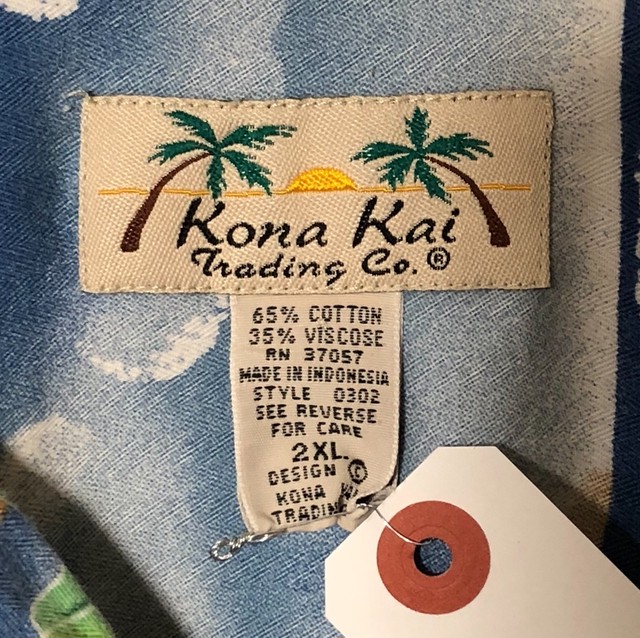 Kona Kai
Trading Co.®
65% COTTON
35% VISCOSE
RN 37057
MADE IN INDONESIA
STYLE 0302
SEE REVERSE
FOR CARE
2XL.
DESIGN ©
KONA